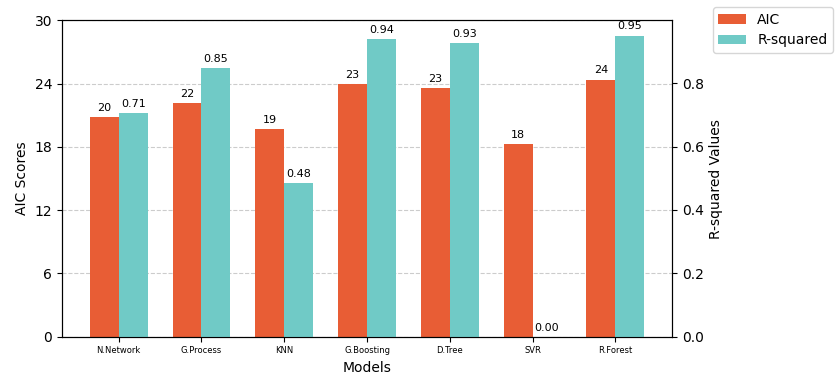 AIC
R-squared
30
24
18
12
6
0
AIC Scores
20
0.71
22
0.85
19
0.48
23
0.94
23
0.93
18
0.00
24
0.95
0.8
0.6
0.4
0.2
0.0
R-squared Values
N.Network
G.Process
KNN
G.Boosting
D.Tree
SVR
R.Forest
Models